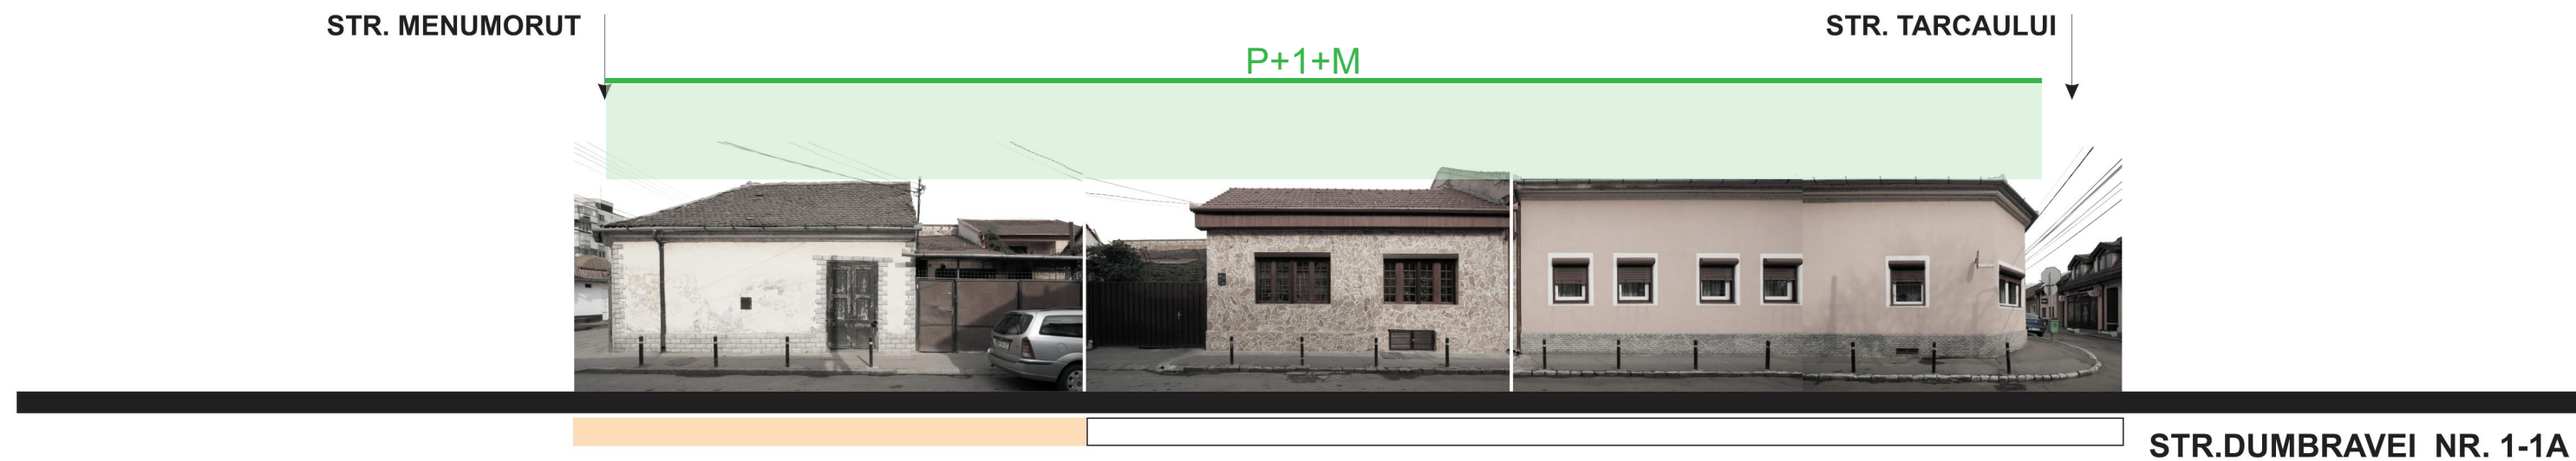 STR. MENUMORUT
STR. TARCAULUI
P+1+M
STR.DUMBRAVEI NR. 1-1A